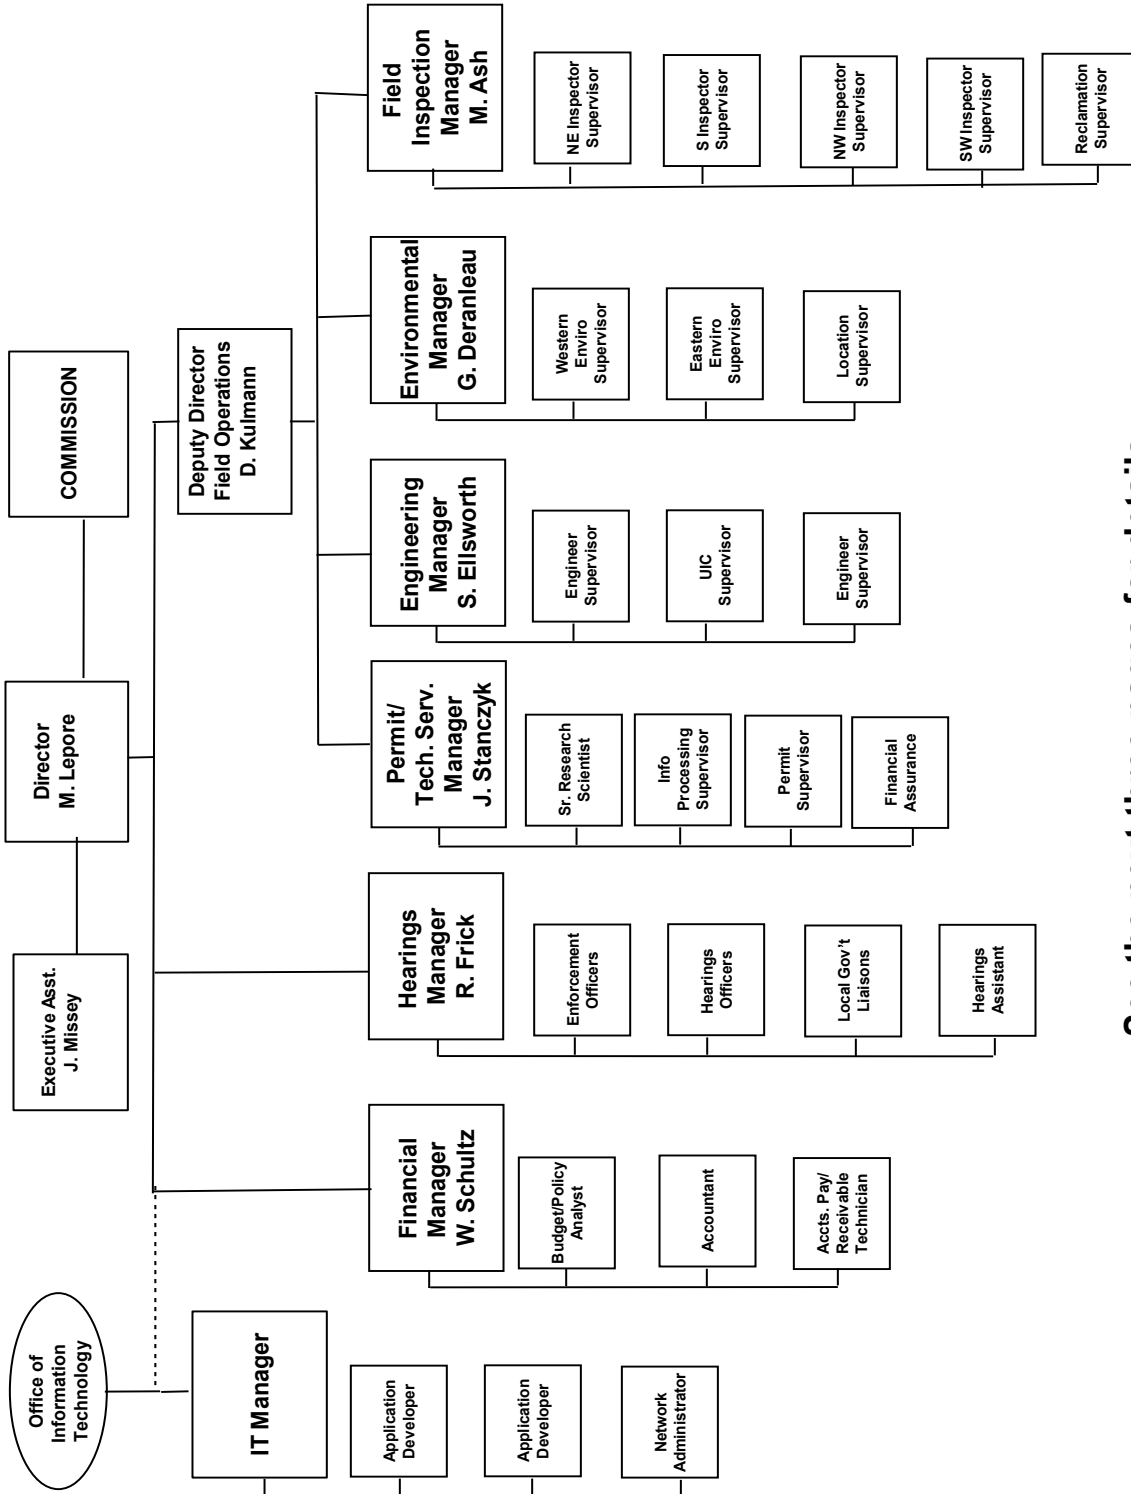 COMMISSION
Director
M. Lepore
Executive Asst.
J. Missey
Office of
Information
Technology
Deputy Director
Field Operations
D. Kulmann
IT Manager
Application
Developer
Application
Developer
Network
Administrator
Financial
Manager
W. Schultz
Budget/Policy
Analyst
Accountant
Accts. Pay/
Receivable
Technician
Hearings
Manager
R. Frick
Enforcement
Officers
Hearings
Officers
Local Gov't
Liaisons
Hearings
Assistant
Permit/
Tech. Serv.
Manager
J. Stanczyk
Sr. Research
Scientist
Info
Processing
Supervisor
Permit
Supervisor
Financial
Assurance
Engineering
Manager
S. Ellsworth
Engineer
Supervisor
UIC
Supervisor
Engineer
Supervisor
Environmental
Manager
G. Deranleau
Western
Enviro
Supervisor
Eastern
Enviro
Supervisor
Location
Supervisor
Field
Inspection
Manager
M. Ash
NE Inspector
Supervisor
S Inspector
Supervisor
NW Inspector
Supervisor
SW Inspector
Supervisor
Reclamation
Supervisor